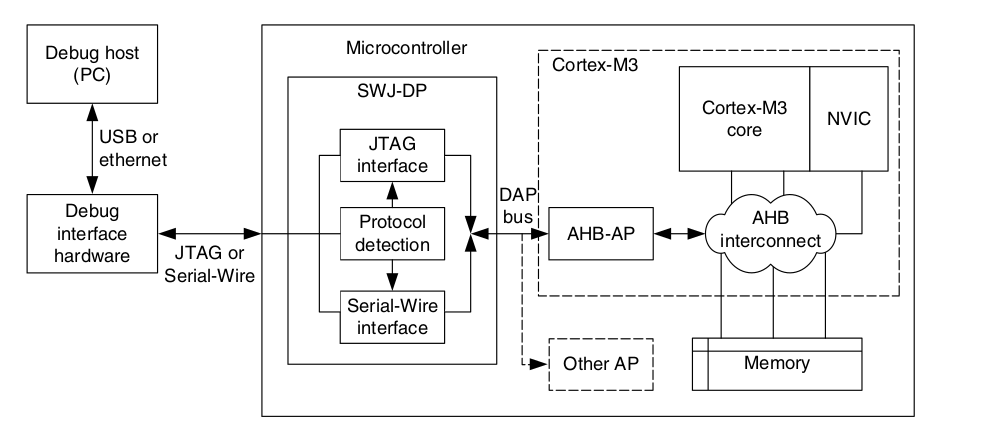 Debug host
(PC)
USB or
ethernet
Debug
interface
hardware
JTAG or
Serial-Wire
Microcontroller
SWJ-DP
JTAG
interface
Protocol
detection
Serial-Wire
interface
DAP
bus
Cortex-M3
Cortex-M3
core
NVIC
AHB-AP
AHB
interconnect
Other AP
Memory